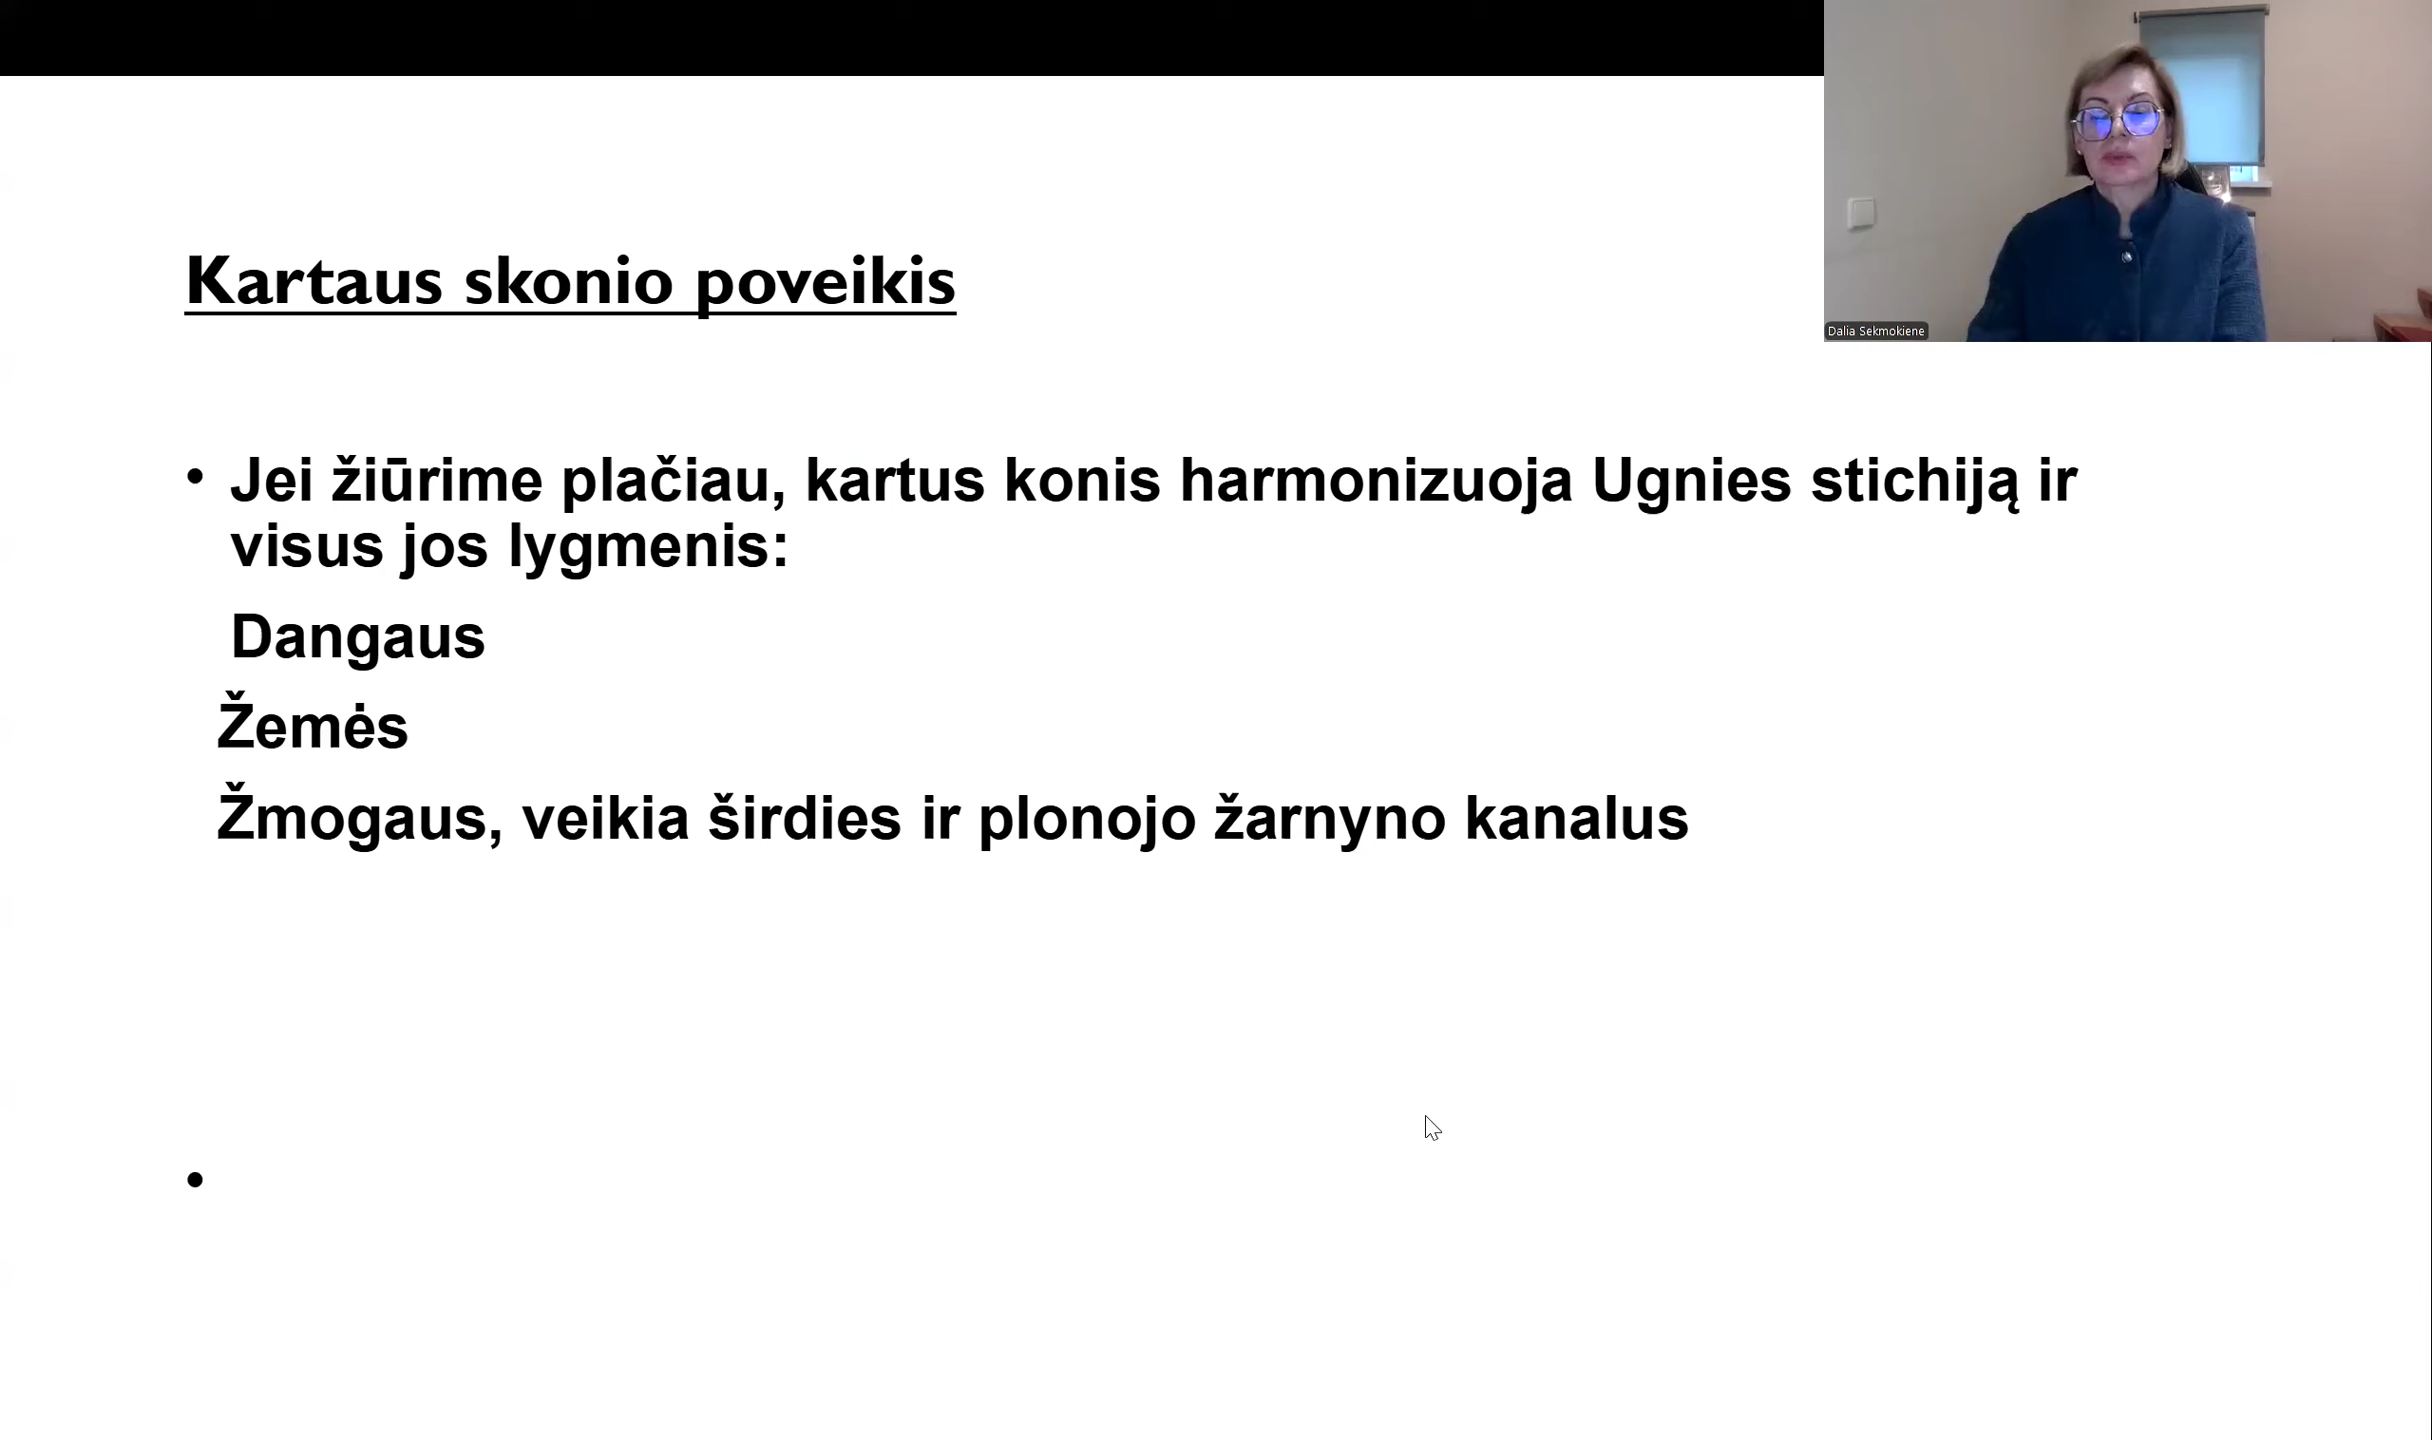 Kartaus skonio poveikis
Dalia Sekmokiene
• Jei žiūrime plačiau, kartus konis harmonizuoja Ugnies stichiją ir
visus jos lygmenis:
Dangaus
Žemės
Žmogaus, veikia širdies ir plonojo žarnyno kanalus
•